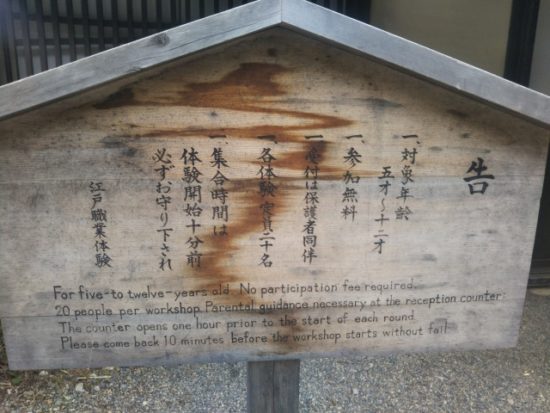 告
一、対象年齢
五才〜十二才
一、参加無料
一、受付は保護者同伴
一、各体験定員二十名
一、集合時間は
体験開始十分前
必ずお守り下され
江戸職業体験
For five-to twelve-years old. No participation fee required.
20 people per workshop. Parental guidance necessary at the reception counter:
The counter opens one hour prior to the start of each round.
Please come back 10 minutes before the workshop starts without fail.